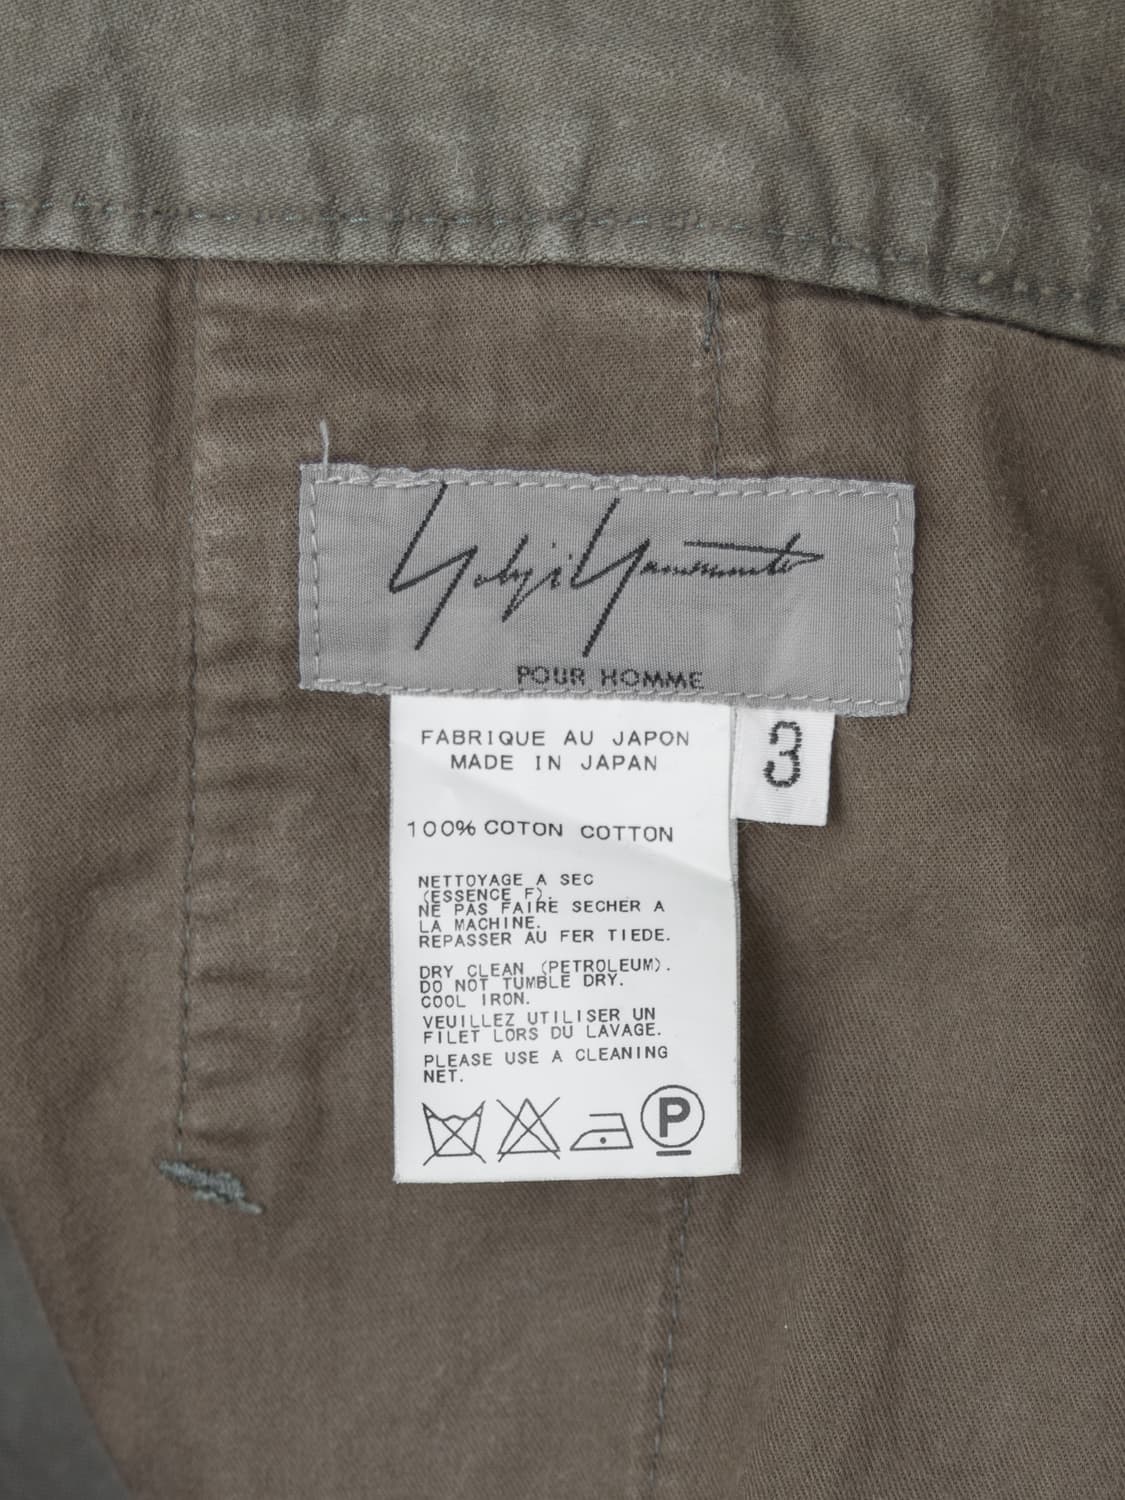 Yohji Yamamoto
POUR HOMME
3
FABRIQUE AU JAPON
MADE IN JAPAN
100% COTON COTTON
NETTOYAGE A SEC
(ESSENCE F).
NE PAS FAIRE SECHER A
LA MACHINE.
REPASSER AU FER TIEDE.
DRY CLEAN (PETROLEUM).
DO NOT TUMBLE DRY.
COOL IRON.
VEUILLEZ UTILISER UN
FILET LORS DU LAVAGE.
PLEASE USE A CLEANING
NET.
P